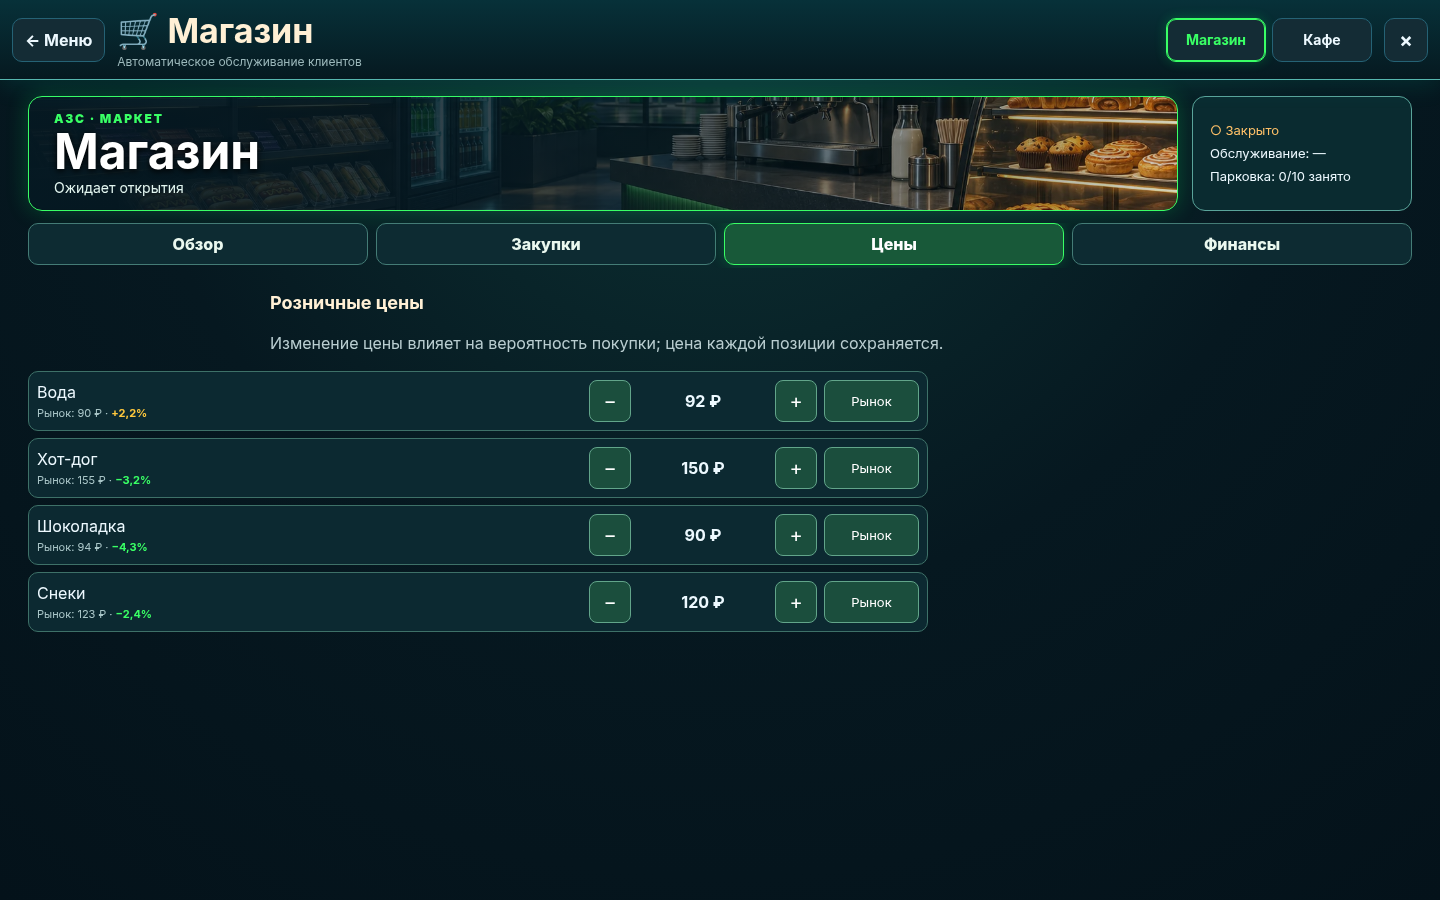 ← Меню
🛒 Магазин
Автоматическое обслуживание клиентов
Магазин
Кафе
×
АЗС · МАРКЕТ
Магазин
Ожидает открытия
○ Закрыто
Обслуживание: —
Парковка: 0/10 занято
Обзор
Закупки
Цены
Финансы
Розничные цены
Изменение цены влияет на вероятность покупки; цена каждой позиции сохраняется.
Вода
Рынок: 90 ₽ · +2,2%
− 92 ₽ + Рынок
Хот-дог
Рынок: 155 ₽ · −3,2%
− 150 ₽ + Рынок
Шоколадка
Рынок: 94 ₽ · −4,3%
− 90 ₽ + Рынок
Снеки
Рынок: 123 ₽ · −2,4%
− 120 ₽ + Рынок